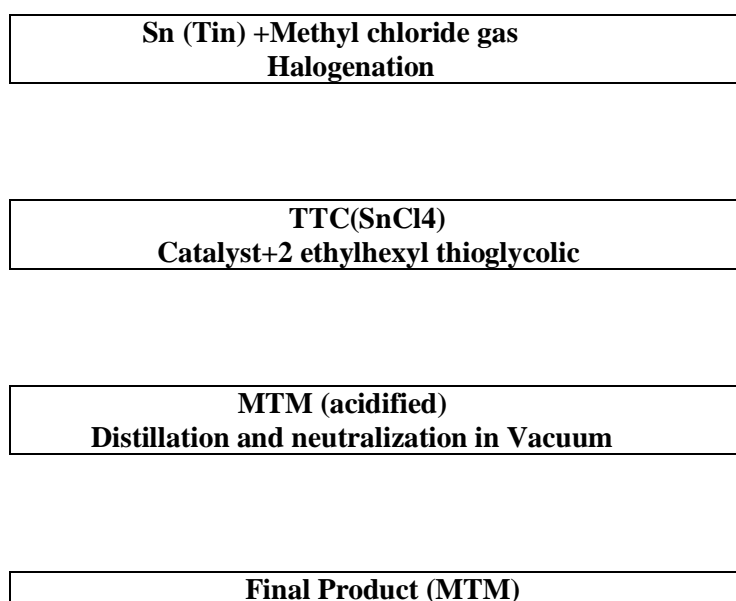 Sn (Tin) +Methyl chloride gas
Halogenation
TTC(SnCl4)
Catalyst+2 ethylhexyl thioglycolic
MTM (acidified)
Distillation and neutralization in Vacuum
Final Product (MTM)